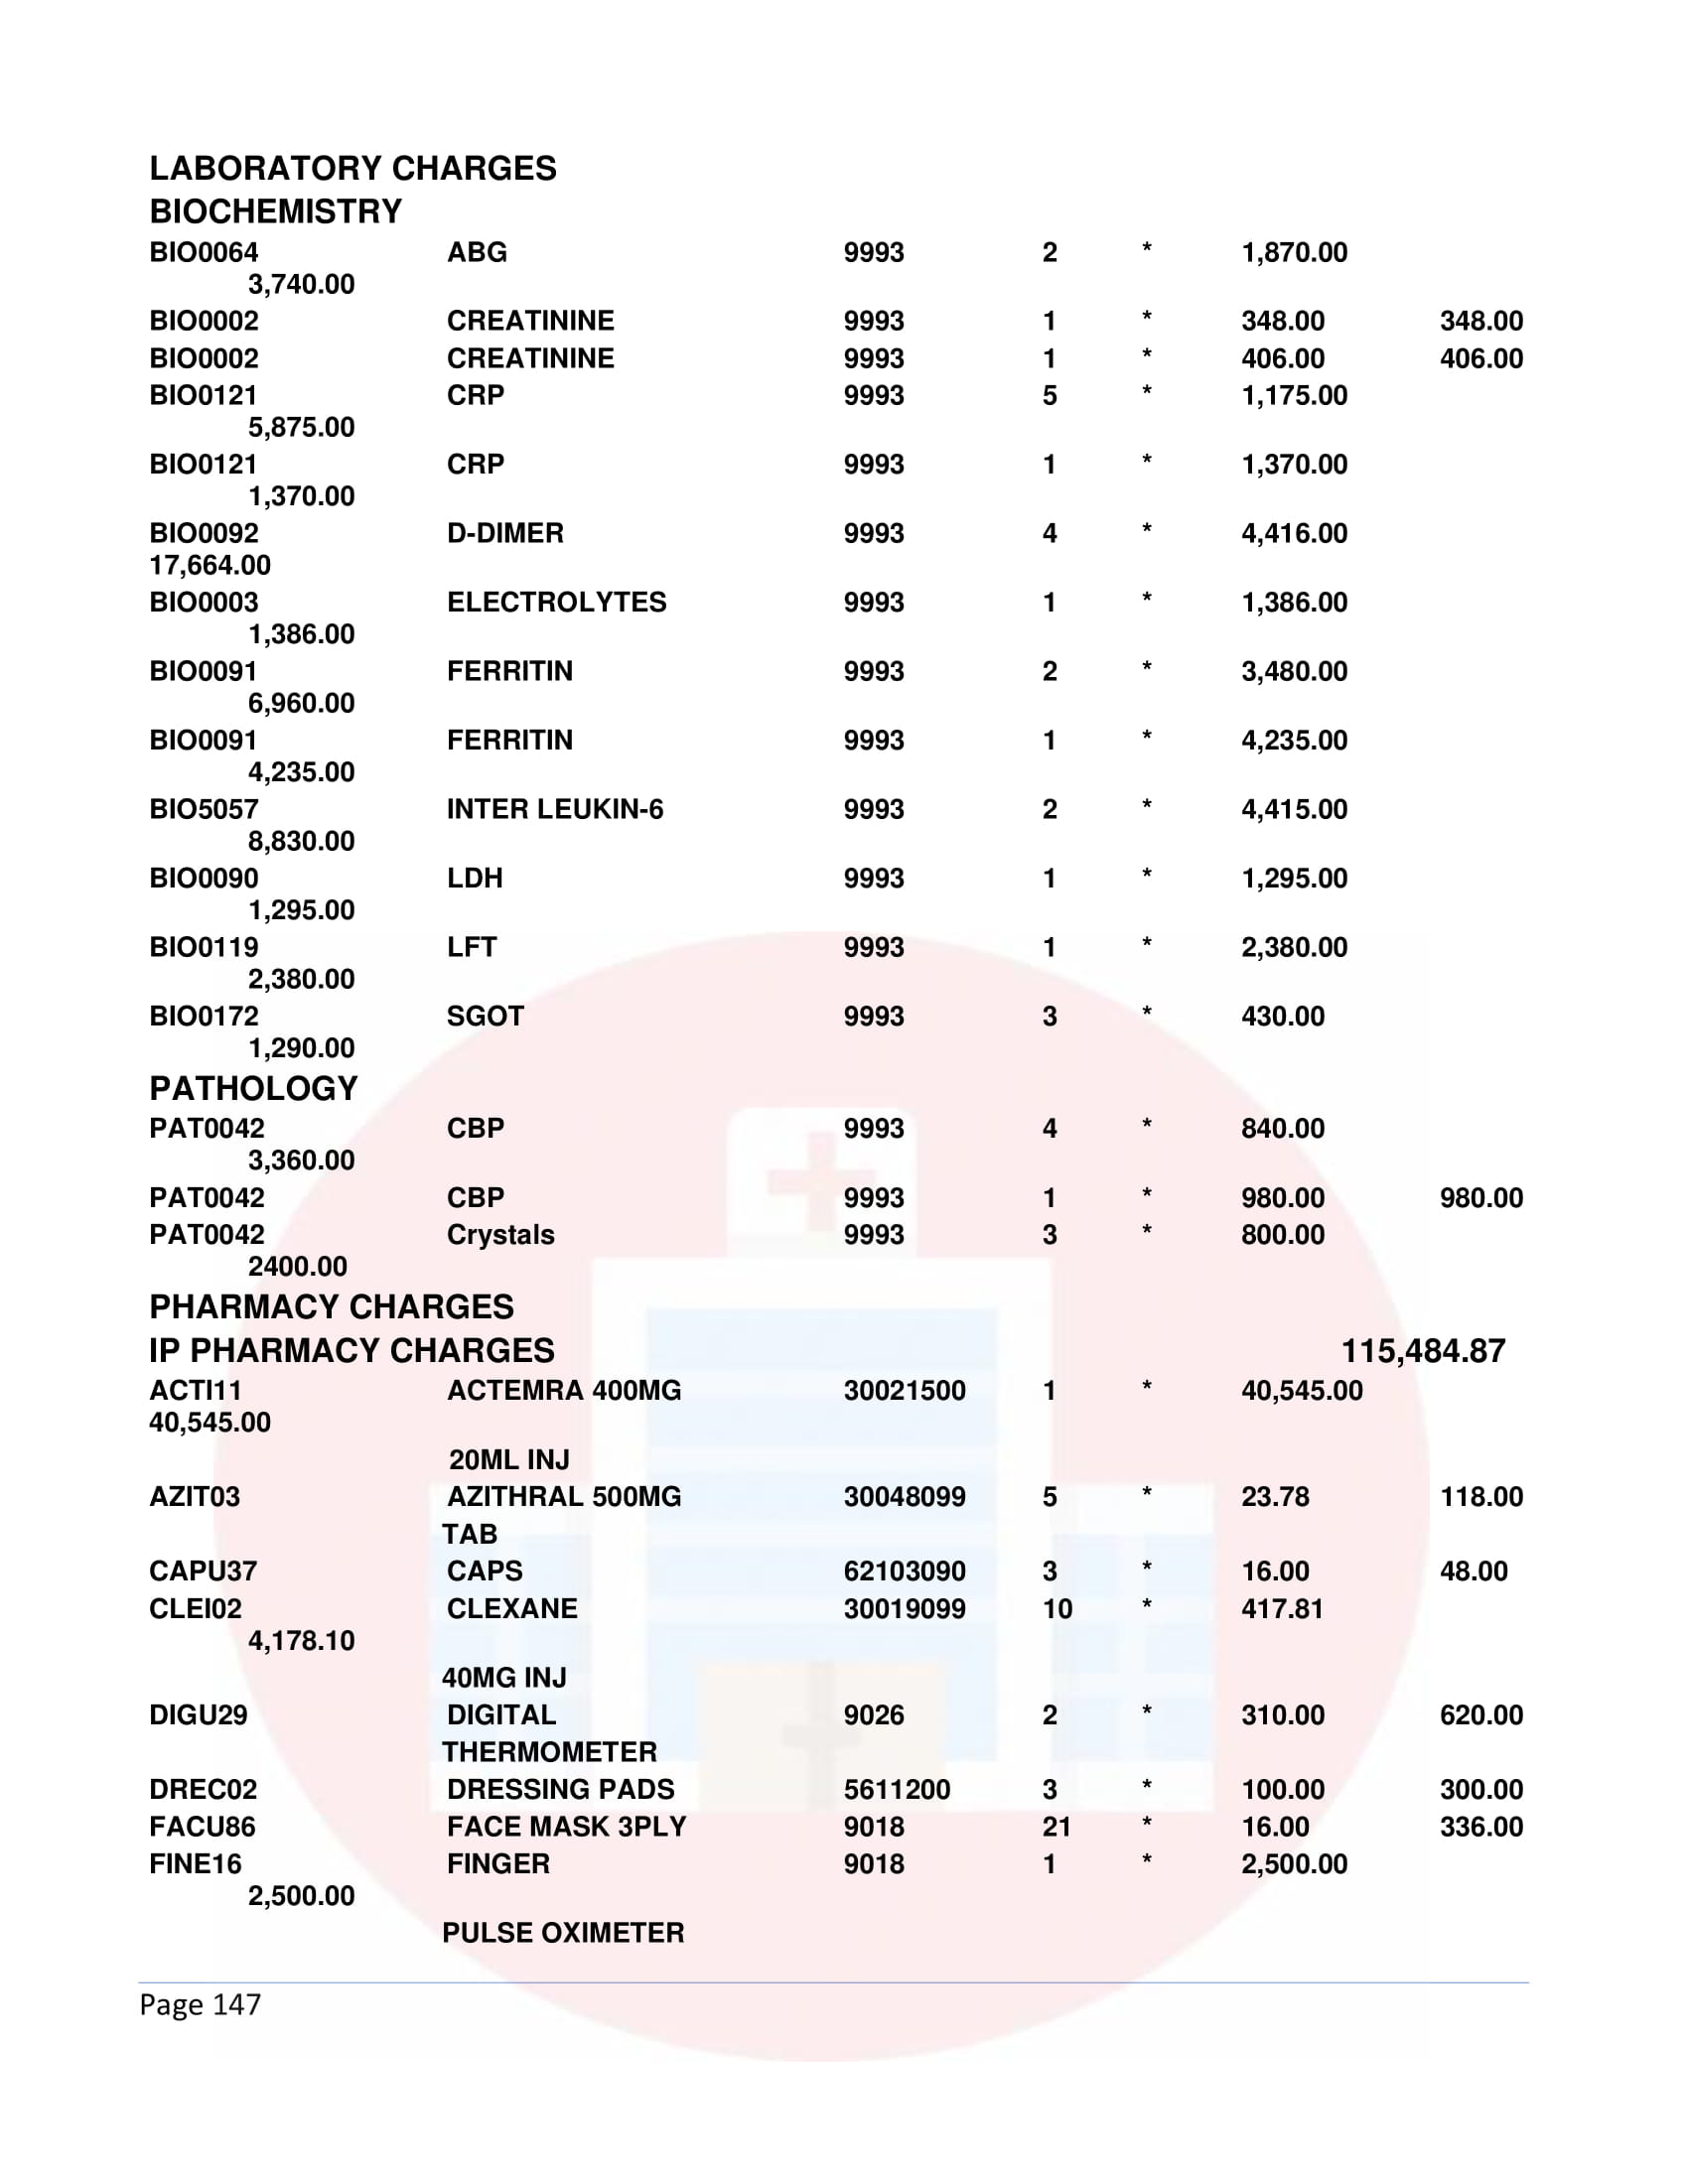 LABORATORY CHARGES
BIOCHEMISTRY
BIO0064 ABG 9993 2 * 1,870.00
3,740.00
BIO0002 CREATININE 9993 1 * 348.00 348.00
BIO0002 CREATININE 9993 1 * 406.00 406.00
BIO0121 CRP 9993 5 * 1,175.00
5,875.00
BIO0121 CRP 9993 1 * 1,370.00
1,370.00
BIO0092 D-DIMER 9993 4 * 4,416.00
17,664.00
BIO0003 ELECTROLYTES 9993 1 * 1,386.00
1,386.00
BIO0091 FERRITIN 9993 2 * 3,480.00
6,960.00
BIO0091 FERRITIN 9993 1 * 4,235.00
4,235.00
BIO5057 INTER LEUKIN-6 9993 2 * 4,415.00
8,830.00
BIO0090 LDH 9993 1 * 1,295.00
1,295.00
BIO0119 LFT 9993 1 * 2,380.00
2,380.00
BIO0172 SGOT 9993 3 * 430.00
1,290.00
PATHOLOGY
PAT0042 CBP 9993 4 * 840.00
3,360.00
PAT0042 CBP 9993 1 * 980.00 980.00
PAT0042 Crystals 9993 3 * 800.00
2400.00
PHARMACY CHARGES
IP PHARMACY CHARGES 115,484.87
ACTI11 ACTEMRA 400MG 30021500 1 * 40,545.00
40,545.00
20ML INJ
AZIT03 AZITHRAL 500MG 30048099 5 * 23.78 118.00
TAB
CAPU37 CAPS 62103090 3 * 16.00 48.00
CLEI02 CLEXANE 30019099 10 * 417.81
4,178.10
40MG INJ
DIGU29 DIGITAL 9026 2 * 310.00 620.00
THERMOMETER
DREC02 DRESSING PADS 5611200 3 * 100.00 300.00
FACU86 FACE MASK 3PLY 9018 21 * 16.00 336.00
FINE16 FINGER 9018 1 * 2,500.00
2,500.00
PULSE OXIMETER
Page 147